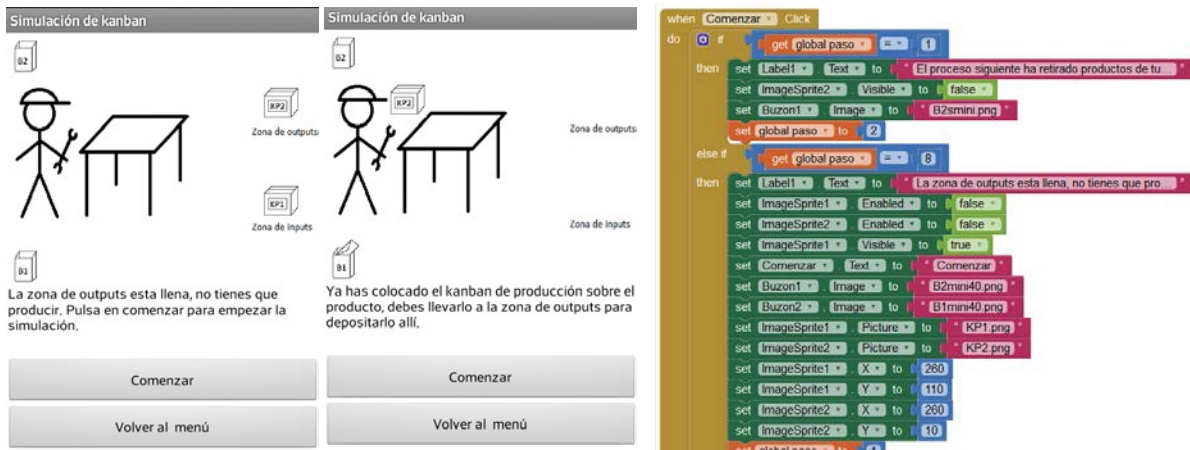 Simulación de kanban
B2
KP2
Zona de outputs
KP1
Zona de inputs
B1
La zona de outputs esta llena, no tienes que
producir. Pulsa en comenzar para empezar la
simulación.
Comenzar
Volver al menú
Simulación de kanban
B2
KP2
Zona de outputs
Zona de inputs
B1
Ya has colocado el kanban de producción sobre el
producto, debes llevarlo a la zona de outputs para
depositarlo allí.
Comenzar
Volver al menú
when Comenzar .Click
do if get global paso = 1
then set Label1 . Text to " El proceso siguiente ha retirado productos de tu... "
set ImageSprite2 . Visible to false
set Buzon1 . Image to " B2smini.png "
set global paso to 2
else if get global paso = 8
then set Label1 . Text to " La zona de outputs esta llena, no tienes que pro... "
set ImageSprite1 . Enabled to false
set ImageSprite2 . Enabled to false
set ImageSprite1 . Visible to true
set Comenzar . Text to " Comenzar "
set Buzon1 . Image to " B2mini40.png "
set Buzon2 . Image to " B1mini40.png "
set ImageSprite1 . Picture to " KP1.png "
set ImageSprite2 . Picture to " KP2.png "
set ImageSprite1 . X to 260
set ImageSprite1 . Y to 110
set ImageSprite2 . X to 260
set ImageSprite2 . Y to 10
set global paso to 1